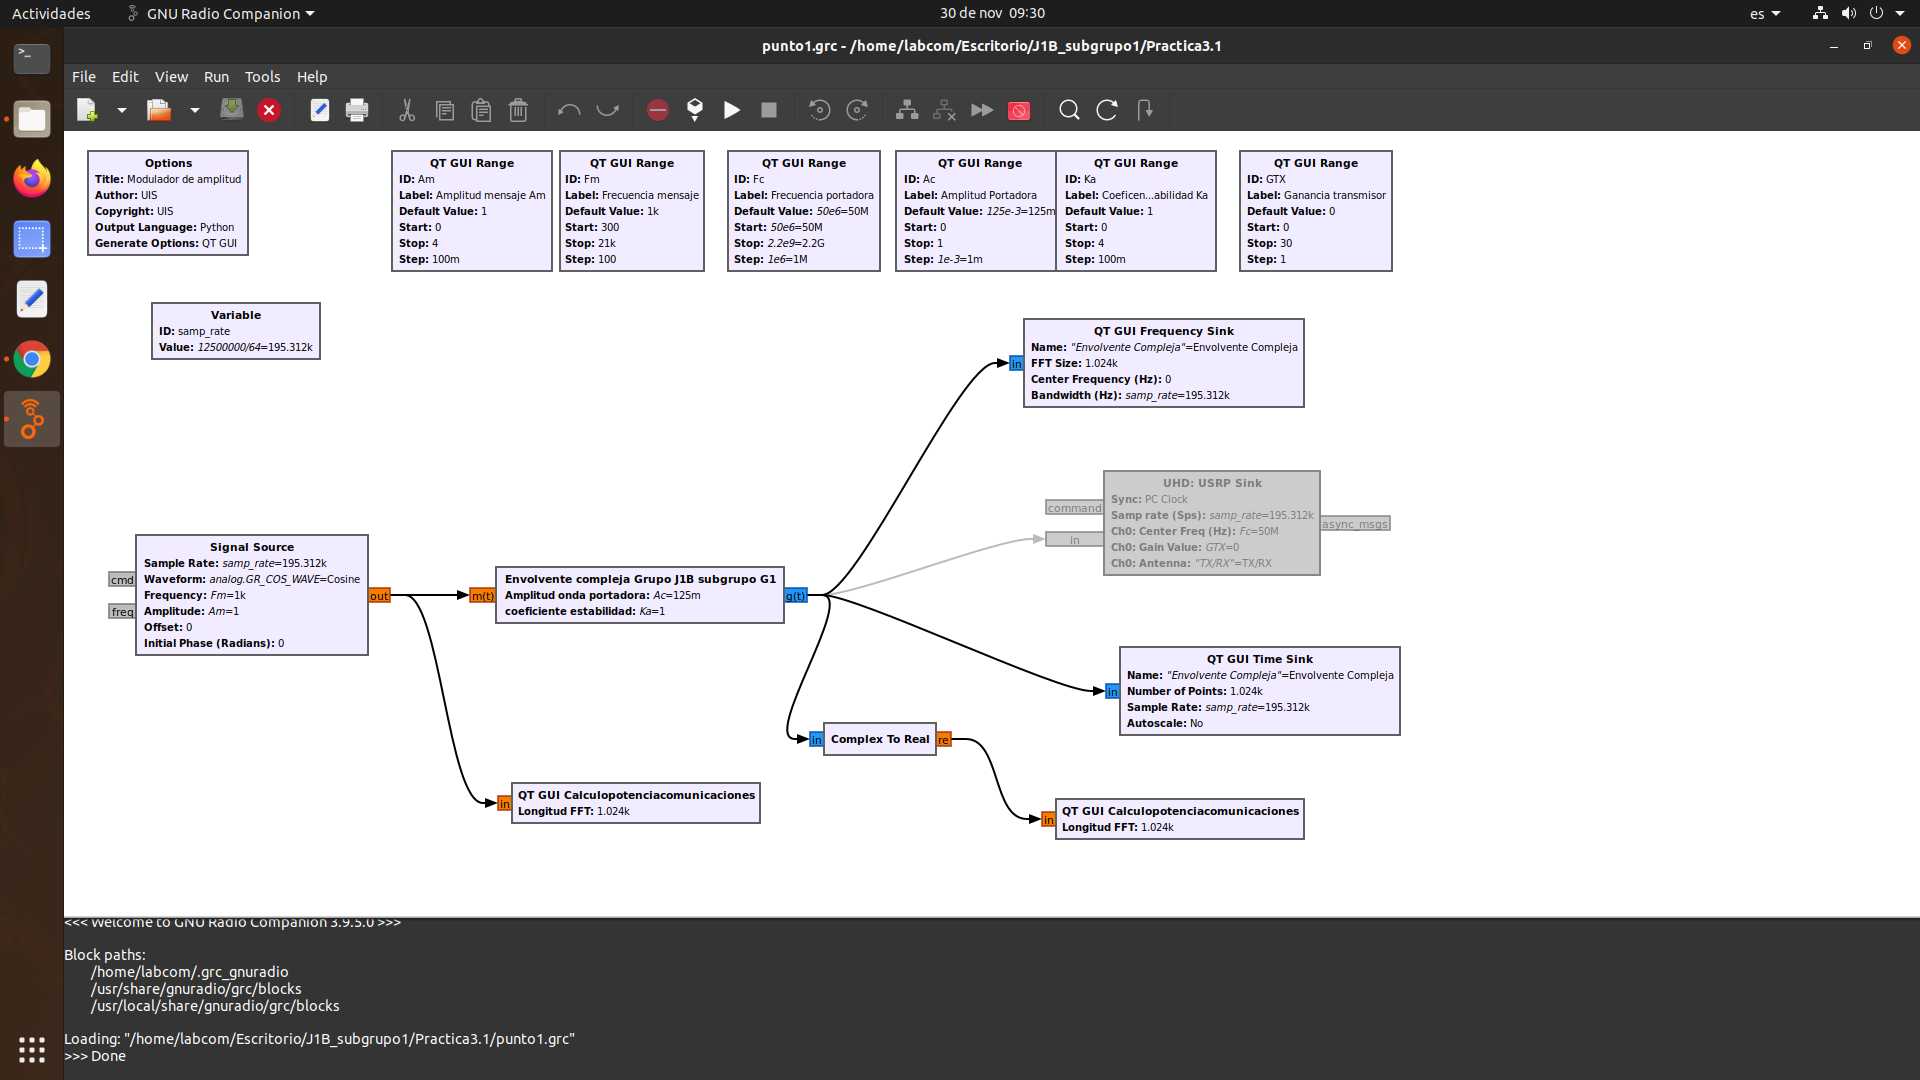 Actividades
GNU Radio Companion
30 de nov 09:30
es
punto1.grc - /home/labcom/Escritorio/J1B_subgrupo1/Practica3.1
File Edit View Run Tools Help
Options
Title: Modulador de amplitud
Author: UIS
Copyright: UIS
Output Language: Python
Generate Options: QT GUI
QT GUI Range
ID: Am
Label: Amplitud mensaje Am
Default Value: 1
Start: 0
Stop: 4
Step: 100m
QT GUI Range
ID: Fm
Label: Frecuencia mensaje
Default Value: 1k
Start: 300
Stop: 21k
Step: 100
QT GUI Range
ID: Fc
Label: Frecuencia portadora
Default Value: 50e6=50M
Start: 50e6=50M
Stop: 2.2e9=2.2G
Step: 1e6=1M
QT GUI Range
ID: Ac
Label: Amplitud Portadora
Default Value: 125e-3=125m
Start: 0
Stop: 1
Step: 1e-3=1m
QT GUI Range
ID: Ka
Label: Coeficen...abilidad Ka
Default Value: 1
Start: 0
Stop: 4
Step: 100m
QT GUI Range
ID: GTX
Label: Ganancia transmisor
Default Value: 0
Start: 0
Stop: 30
Step: 1
Variable
ID: samp_rate
Value: 12500000/64=195.312k
QT GUI Frequency Sink
Name: "Envolvente Compleja"=Envolvente Compleja
FFT Size: 1.024k
Center Frequency (Hz): 0
Bandwidth (Hz): samp_rate=195.312k
in
UHD: USRP Sink
Sync: PC Clock
Samp rate (Sps): samp_rate=195.312k
Ch0: Center Freq (Hz): Fc=50M
Ch0: Gain Value: GTX=0
Ch0: Antenna: "TX/RX"=TX/RX
command
in
async_msgs
Signal Source
Sample Rate: samp_rate=195.312k
Waveform: analog.GR_COS_WAVE=Cosine
Frequency: Fm=1k
Amplitude: Am=1
Offset: 0
Initial Phase (Radians): 0
cmd
freq
out
Envolvente compleja Grupo J1B subgrupo G1
Amplitud onda portadora: Ac=125m
coeficiente estabilidad: Ka=1
m(t)
g(t)
QT GUI Time Sink
Name: "Envolvente Compleja"=Envolvente Compleja
Number of Points: 1.024k
Sample Rate: samp_rate=195.312k
Autoscale: No
in
in
Complex To Real
re
in
QT GUI Calculopotenciacomunicaciones
Longitud FFT: 1.024k
in
QT GUI Calculopotenciacomunicaciones
Longitud FFT: 1.024k
<<< Welcome to GNU Radio Companion 3.9.5.0 >>>
Block paths:
/home/labcom/.grc_gnuradio
/usr/share/gnuradio/grc/blocks
/usr/local/share/gnuradio/grc/blocks
Loading: "/home/labcom/Escritorio/J1B_subgrupo1/Practica3.1/punto1.grc"
>>> Done